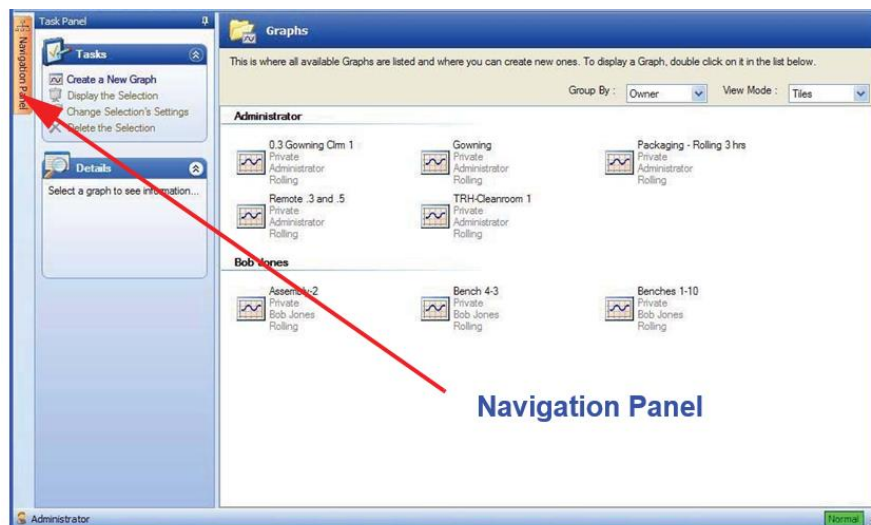 Navigation Panel
Task Panel
Tasks
Create a New Graph
Display the Selection
Change Selection's Settings
Delete the Selection
Details
Select a graph to see information...
Graphs
This is where all available Graphs are listed and where you can create new ones. To display a Graph, double click on it in the list below.
Group By : Owner View Mode : Tiles
Administrator
0.3 Gowning Clrm 1
Private
Administrator
Rolling
Gowning
Private
Administrator
Rolling
Packaging - Rolling 3 hrs
Private
Administrator
Rolling
Remote .3 and .5
Private
Administrator
Rolling
TRH-Cleanroom 1
Private
Administrator
Rolling
Bob Jones
Assembly-2
Private
Bob Jones
Rolling
Bench 4-3
Private
Bob Jones
Rolling
Benches 1-10
Private
Bob Jones
Rolling
Navigation Panel
Administrator
Normal